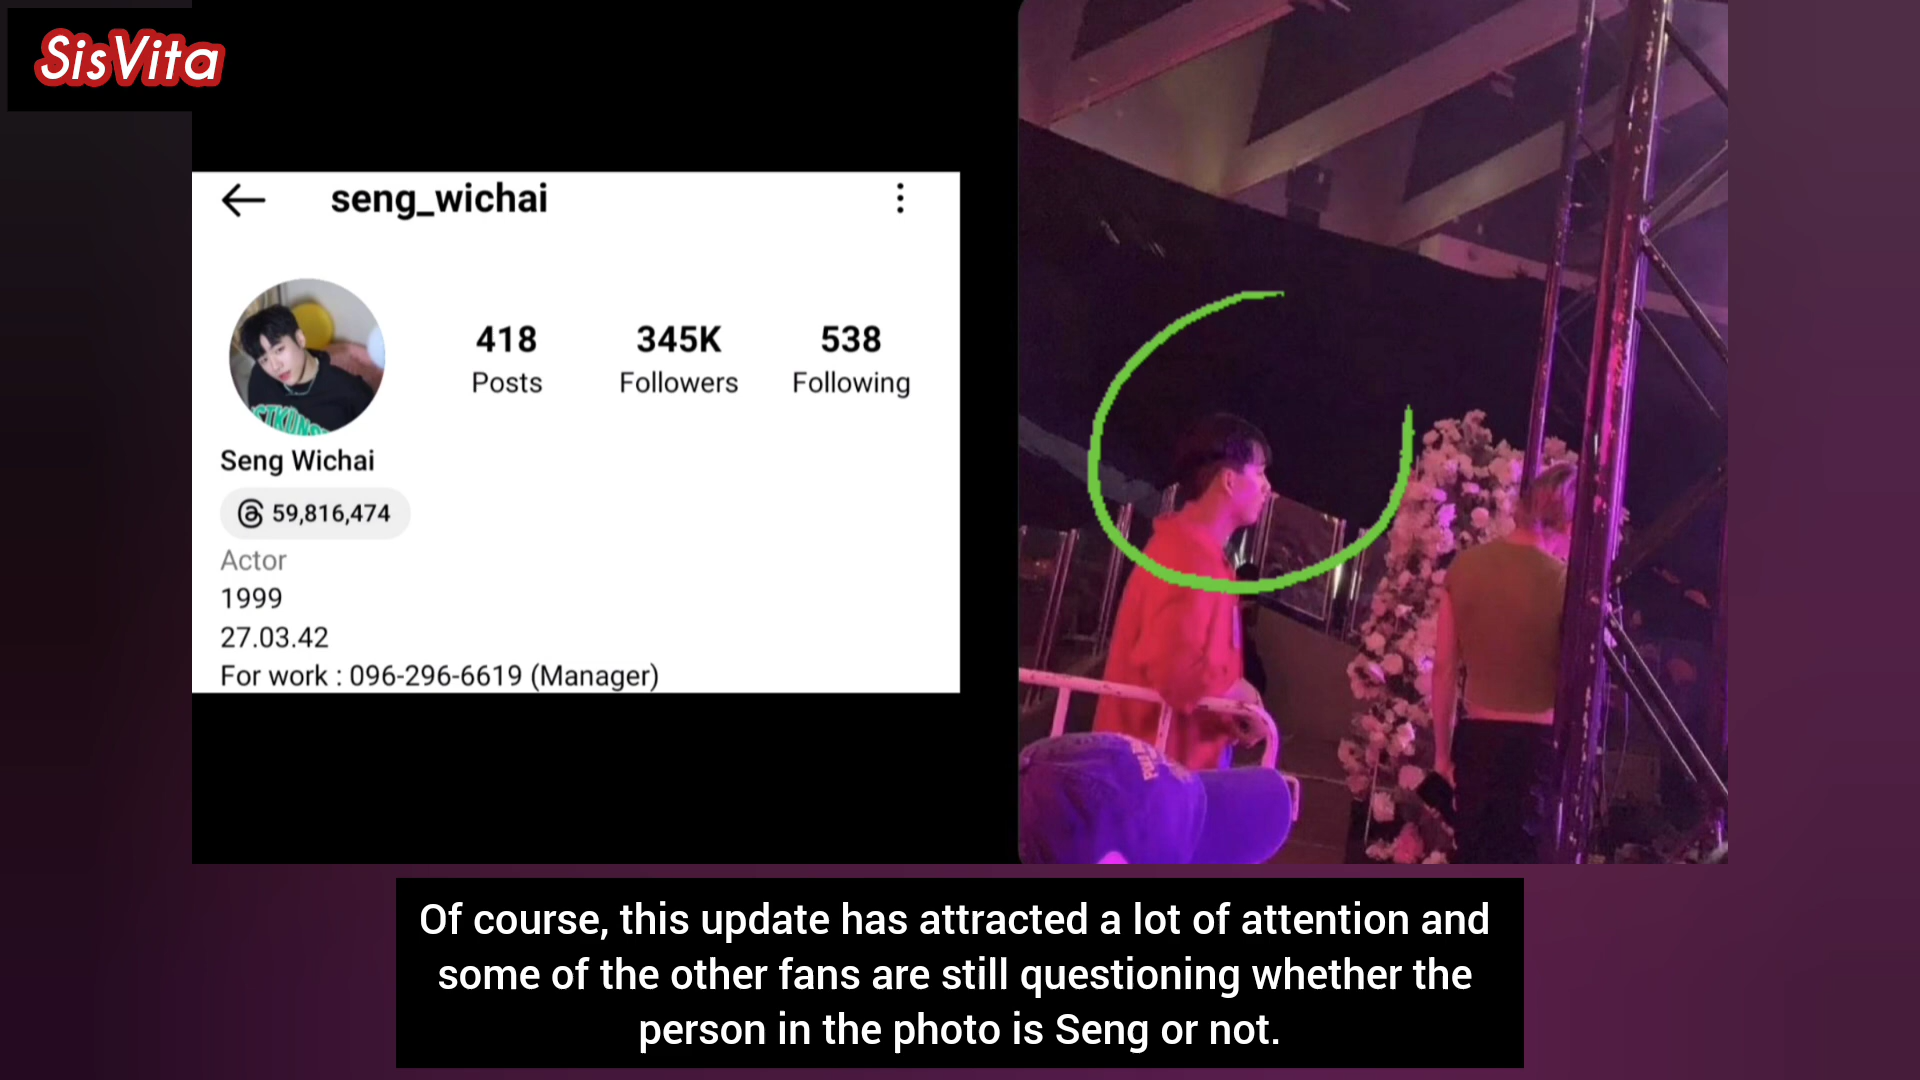 SisVita
seng_wichai
418
345K
538
Posts
Followers
Following
Seng Wichai
59,816,474
Actor
1999
27.03.42
For work : 096-296-6619 (Manager)
Of course, this update has attracted a lot of attention and
some of the other fans are still questioning whether the
person in the photo is Seng or not.